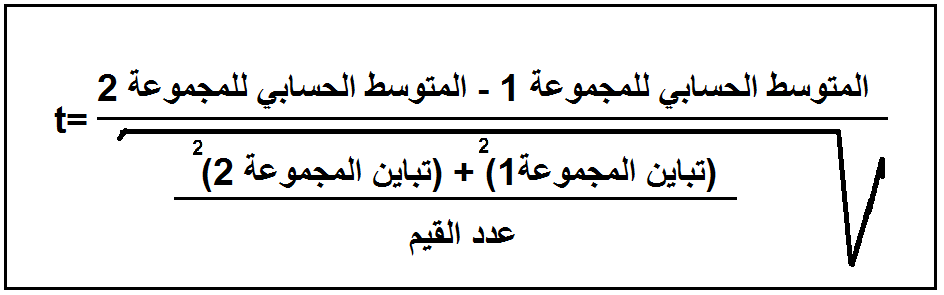 t= المتوسط الحسابي للمجموعة 1 - المتوسط الحسابي للمجموعة 2
(تباين المجموعة1)2 + (تباين المجموعة 2)2
عدد القيم